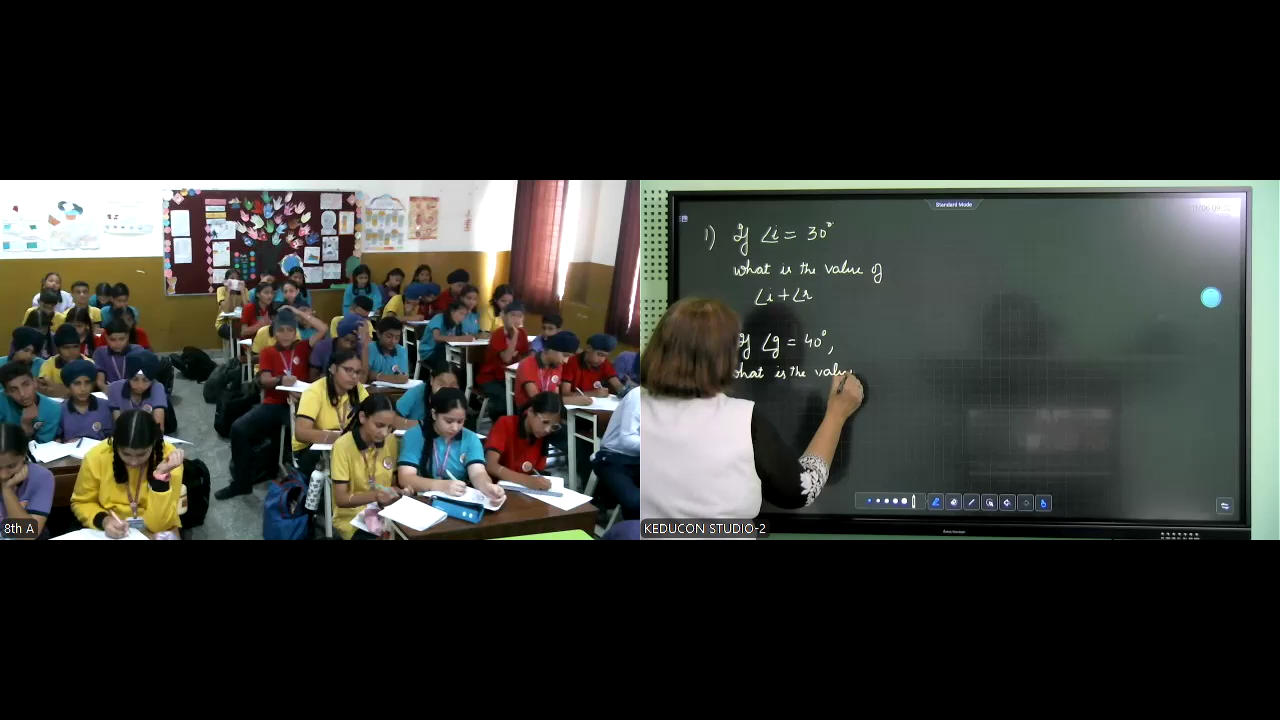 Standard Mode
1) If ∠i = 30°
what is the value of
∠i + ∠r
If ∠g = 40°,
what is the value
8th A
KEDUCON STUDIO-2